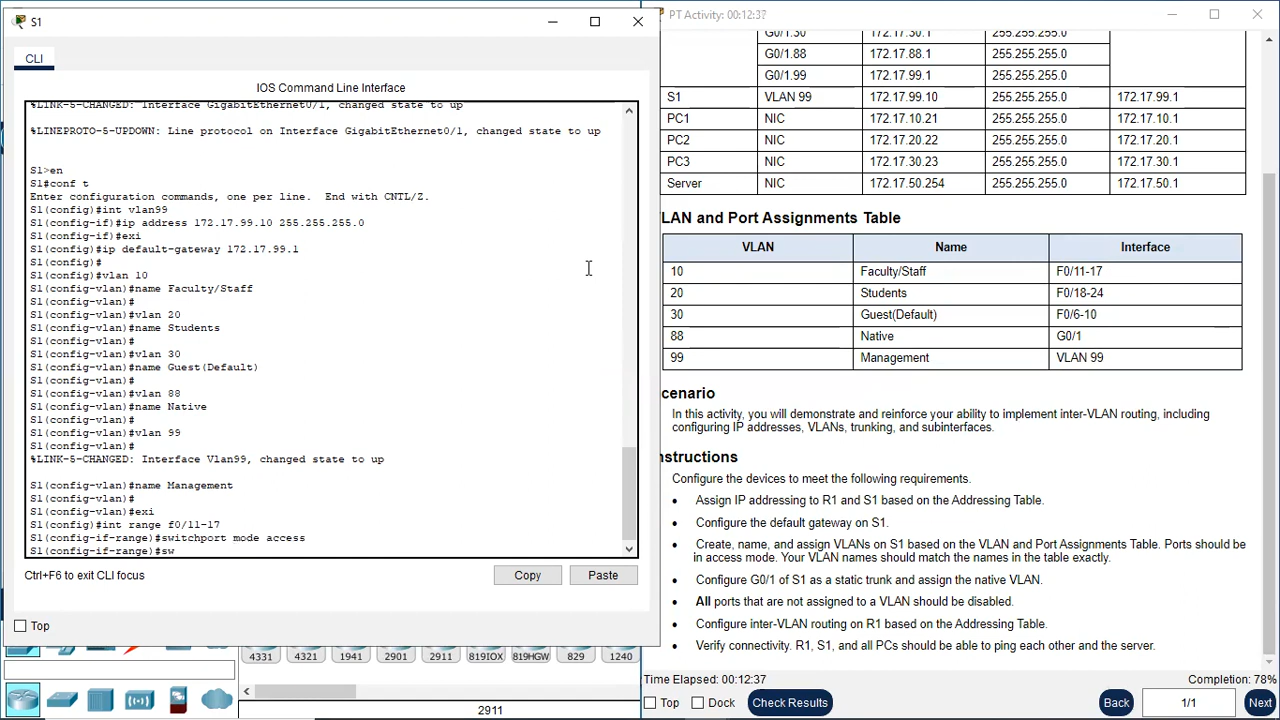 S1
CLI
IOS Command Line Interface
%LINK-5-CHANGED: Interface GigabitEthernet0/1, changed state to up
%LINEPROTO-5-UPDOWN: Line protocol on Interface GigabitEthernet0/1, changed state to up
S1>en
S1#conf t
Enter configuration commands, one per line.  End with CNTL/Z.
S1(config)#int vlan99
S1(config-if)#ip address 172.17.99.10 255.255.255.0
S1(config-if)#exi
S1(config)#ip default-gateway 172.17.99.1
S1(config)#
S1(config)#vlan 10
S1(config-vlan)#name Faculty/Staff
S1(config-vlan)#
S1(config-vlan)#vlan 20
S1(config-vlan)#name Students
S1(config-vlan)#
S1(config-vlan)#vlan 30
S1(config-vlan)#name Guest(Default)
S1(config-vlan)#
S1(config-vlan)#vlan 88
S1(config-vlan)#name Native
S1(config-vlan)#
S1(config-vlan)#vlan 99
S1(config-vlan)#
%LINK-5-CHANGED: Interface Vlan99, changed state to up
S1(config-vlan)#name Management
S1(config-vlan)#
S1(config-vlan)#exi
S1(config)#int range f0/11-17
S1(config-if-range)#switchport mode access
S1(config-if-range)#sw
Ctrl+F6 to exit CLI focus
Copy
Paste
Top
4331 4321 1941 2901 2911 819IOX 819HGW 829 1240
2911
PT Activity: 00:12:37
G0/1.30 172.17.30.1 255.255.255.0
G0/1.88 172.17.88.1 255.255.255.0
G0/1.99 172.17.99.1 255.255.255.0
S1 VLAN 99 172.17.99.10 255.255.255.0 172.17.99.1
PC1 NIC 172.17.10.21 255.255.255.0 172.17.10.1
PC2 NIC 172.17.20.22 255.255.255.0 172.17.20.1
PC3 NIC 172.17.30.23 255.255.255.0 172.17.30.1
Server NIC 172.17.50.254 255.255.255.0 172.17.50.1
LAN and Port Assignments Table
VLAN Name Interface
10 Faculty/Staff F0/11-17
20 Students F0/18-24
30 Guest(Default) F0/6-10
88 Native G0/1
99 Management VLAN 99
cenario
In this activity, you will demonstrate and reinforce your ability to implement inter-VLAN routing, including
configuring IP addresses, VLANs, trunking, and subinterfaces.
nstructions
Configure the devices to meet the following requirements.
• Assign IP addressing to R1 and S1 based on the Addressing Table.
• Configure the default gateway on S1.
• Create, name, and assign VLANs on S1 based on the VLAN and Port Assignments Table. Ports should be
in access mode. Your VLAN names should match the names in the table exactly.
• Configure G0/1 of S1 as a static trunk and assign the native VLAN.
• All ports that are not assigned to a VLAN should be disabled.
• Configure inter-VLAN routing on R1 based on the Addressing Table.
• Verify connectivity. R1, S1, and all PCs should be able to ping each other and the server.
Time Elapsed: 00:12:37
Completion: 78%
Top
Dock
Check Results
Back
1/1
Next